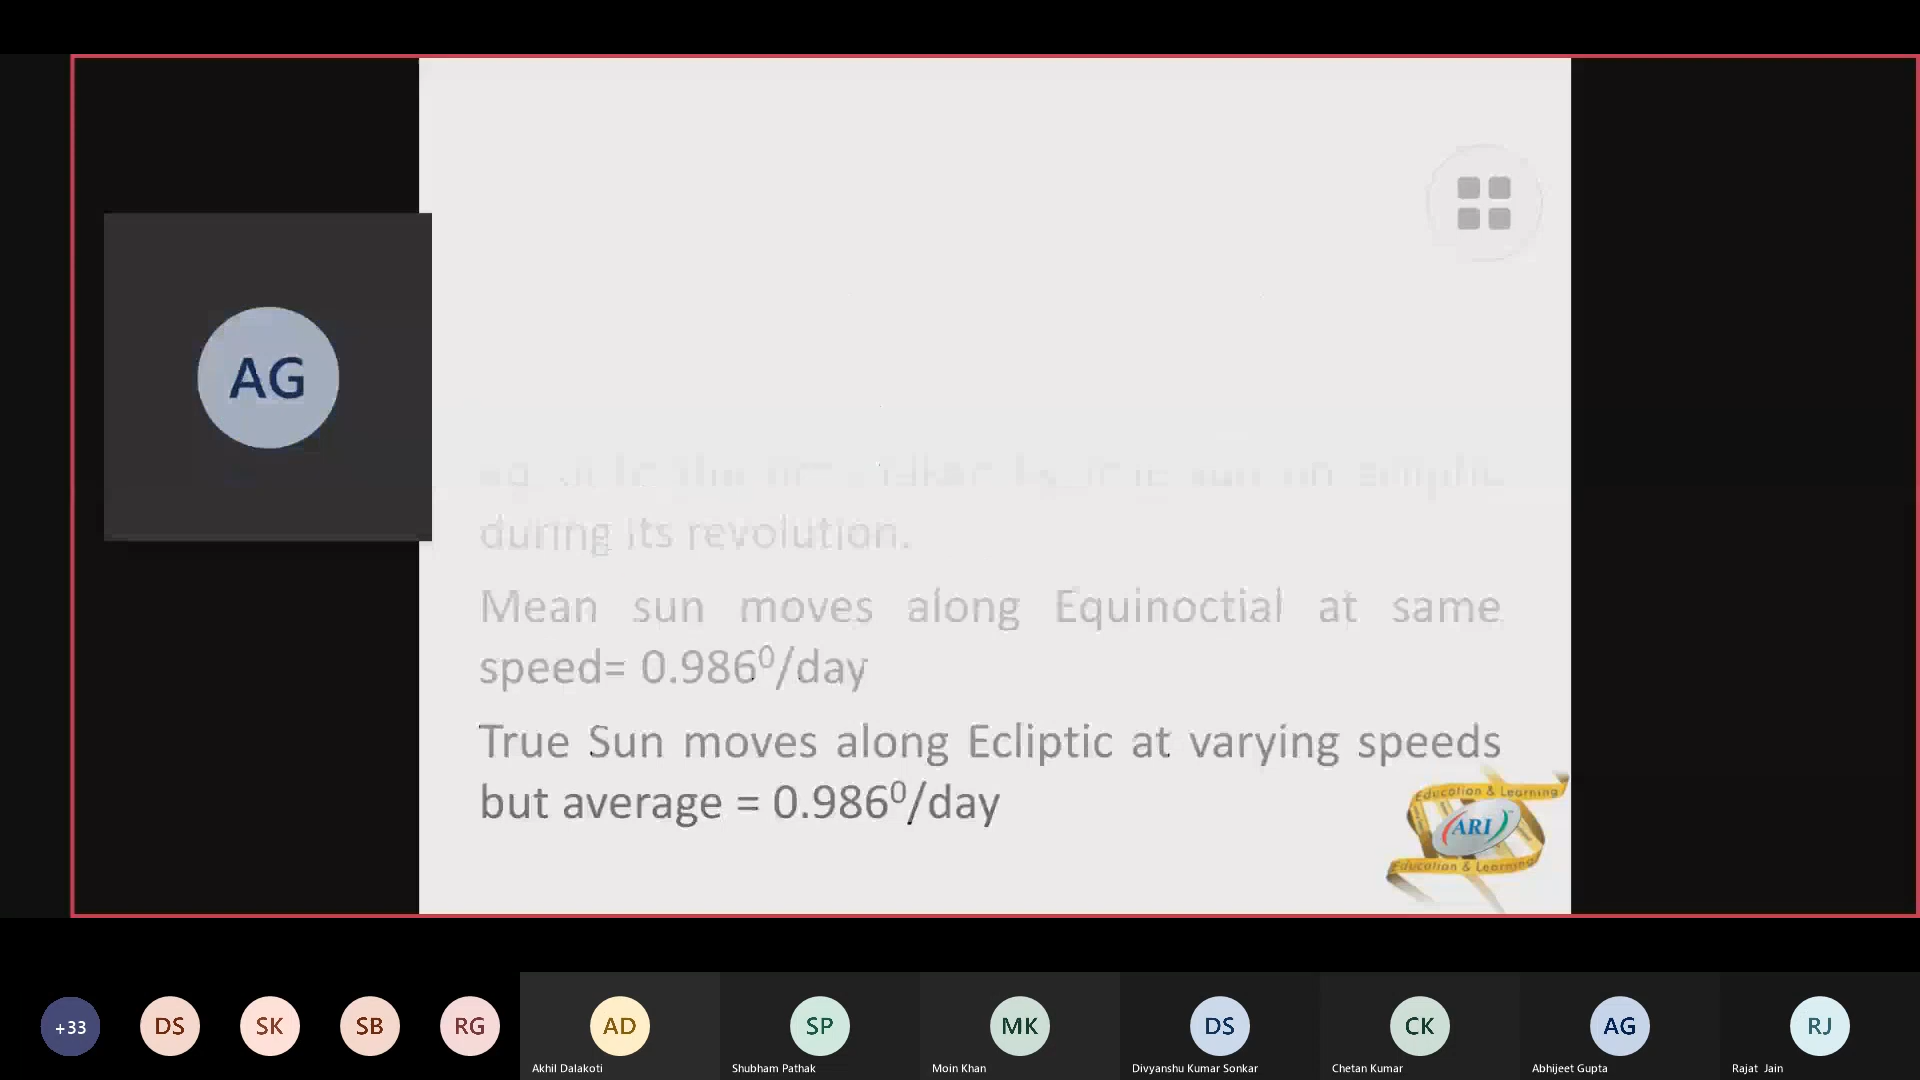 AG
during its revolution.
Mean sun moves along Equinoctial at same
speed= 0.986⁰/day
True Sun moves along Ecliptic at varying speeds
but average = 0.986⁰/day
Education & Learning
ARI
Education & Learning
+33
DS
SK
SB
RG
AD
SP
MK
DS
CK
AG
RJ
Akhil Dalakoti
Shubham Pathak
Moin Khan
Divyanshu Kumar Sonkar
Chetan Kumar
Abhijeet Gupta
Rajat Jain